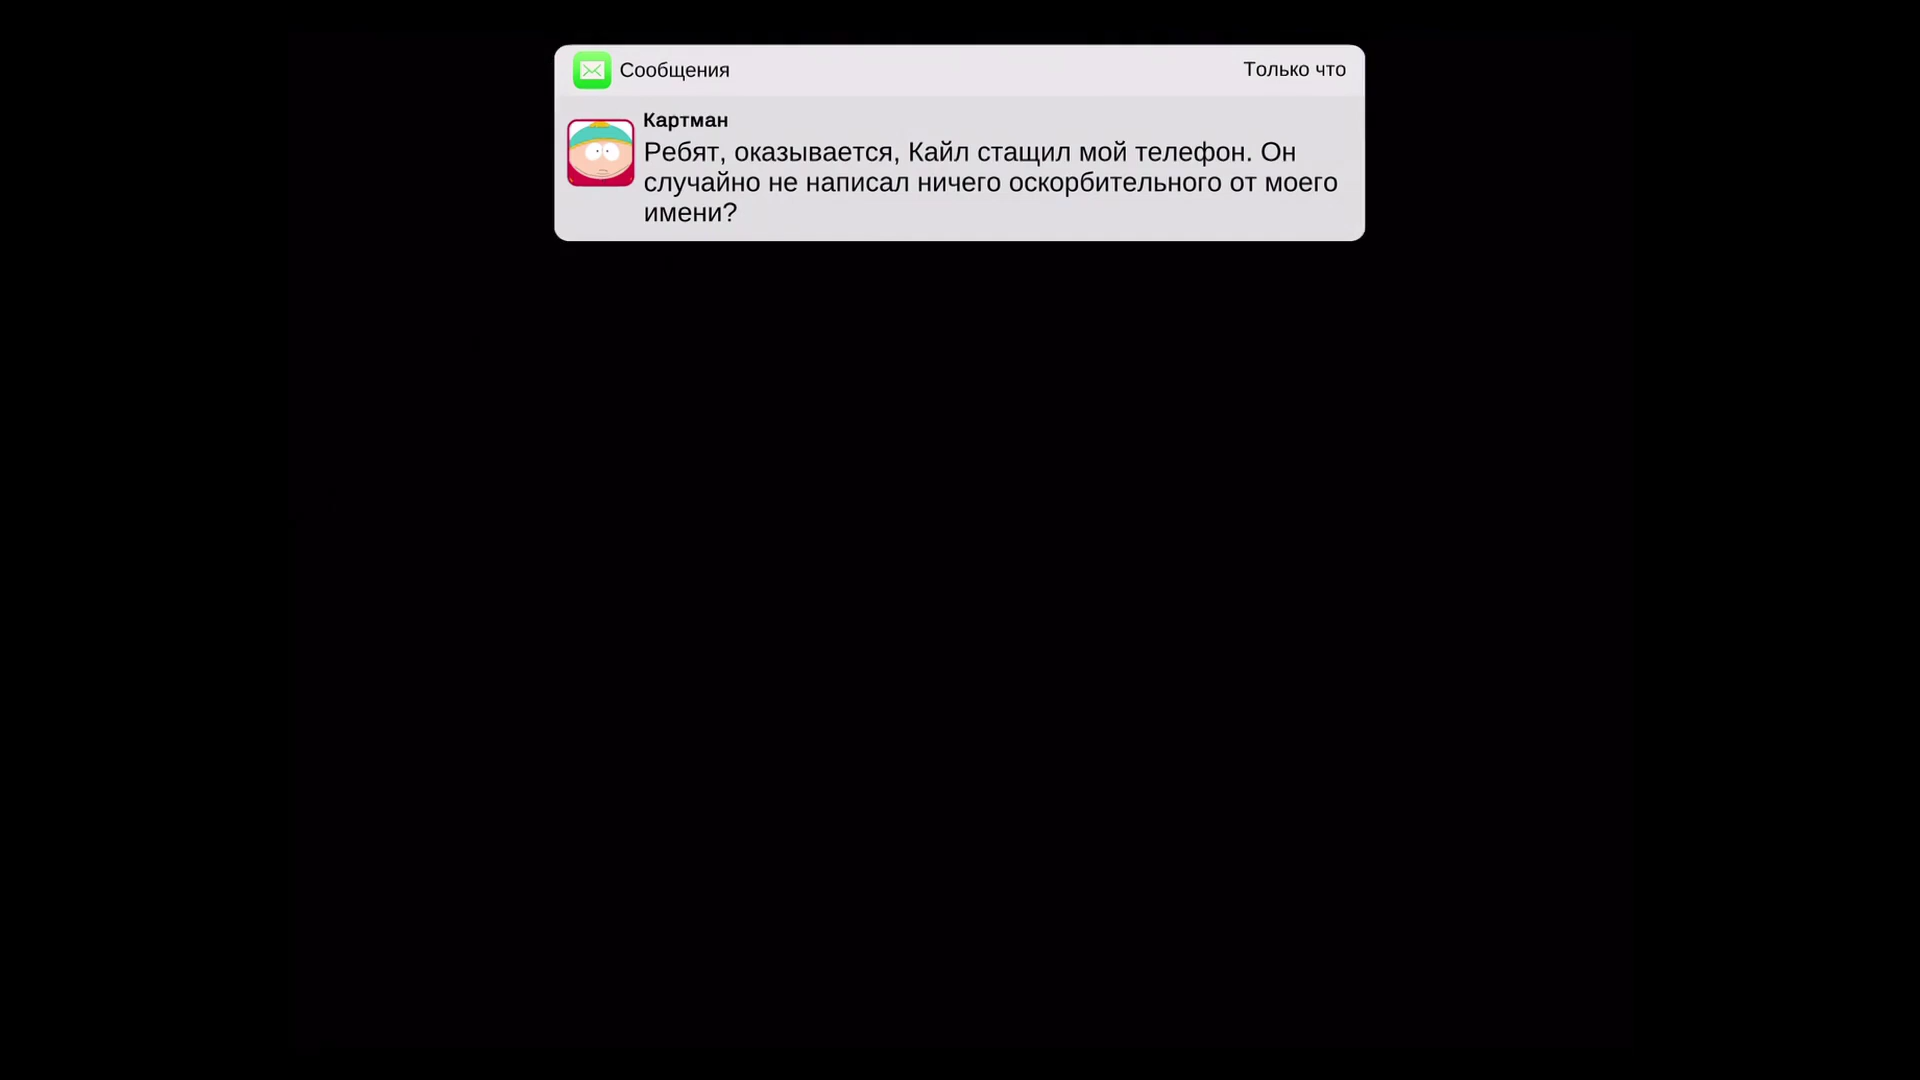 Сообщения
Только что
Картман
Ребят, оказывается, Кайл стащил мой телефон. Он
случайно не написал ничего оскорбительного от моего
имени?